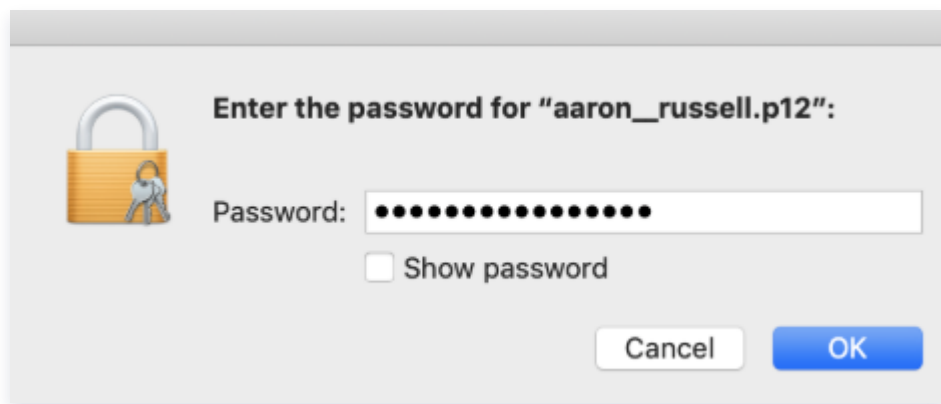 Enter the password for “aaron__russell.p12”:
Password: ••••••••••••••••
Show password
Cancel OK